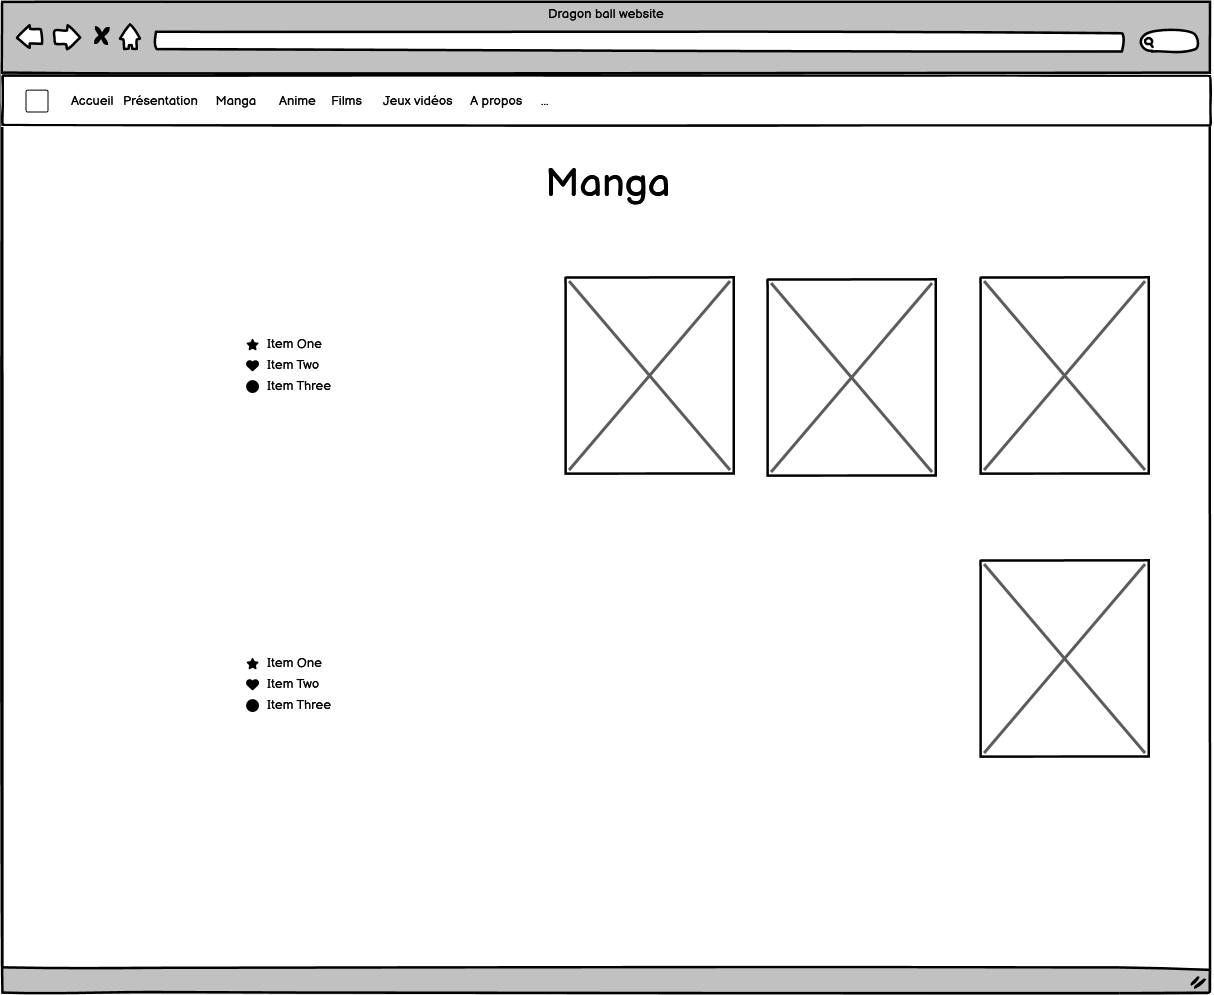 Dragon ball website
Accueil Présentation Manga Anime Films Jeux vidéos A propos ...
Manga
Item One
Item Two
Item Three
Item One
Item Two
Item Three